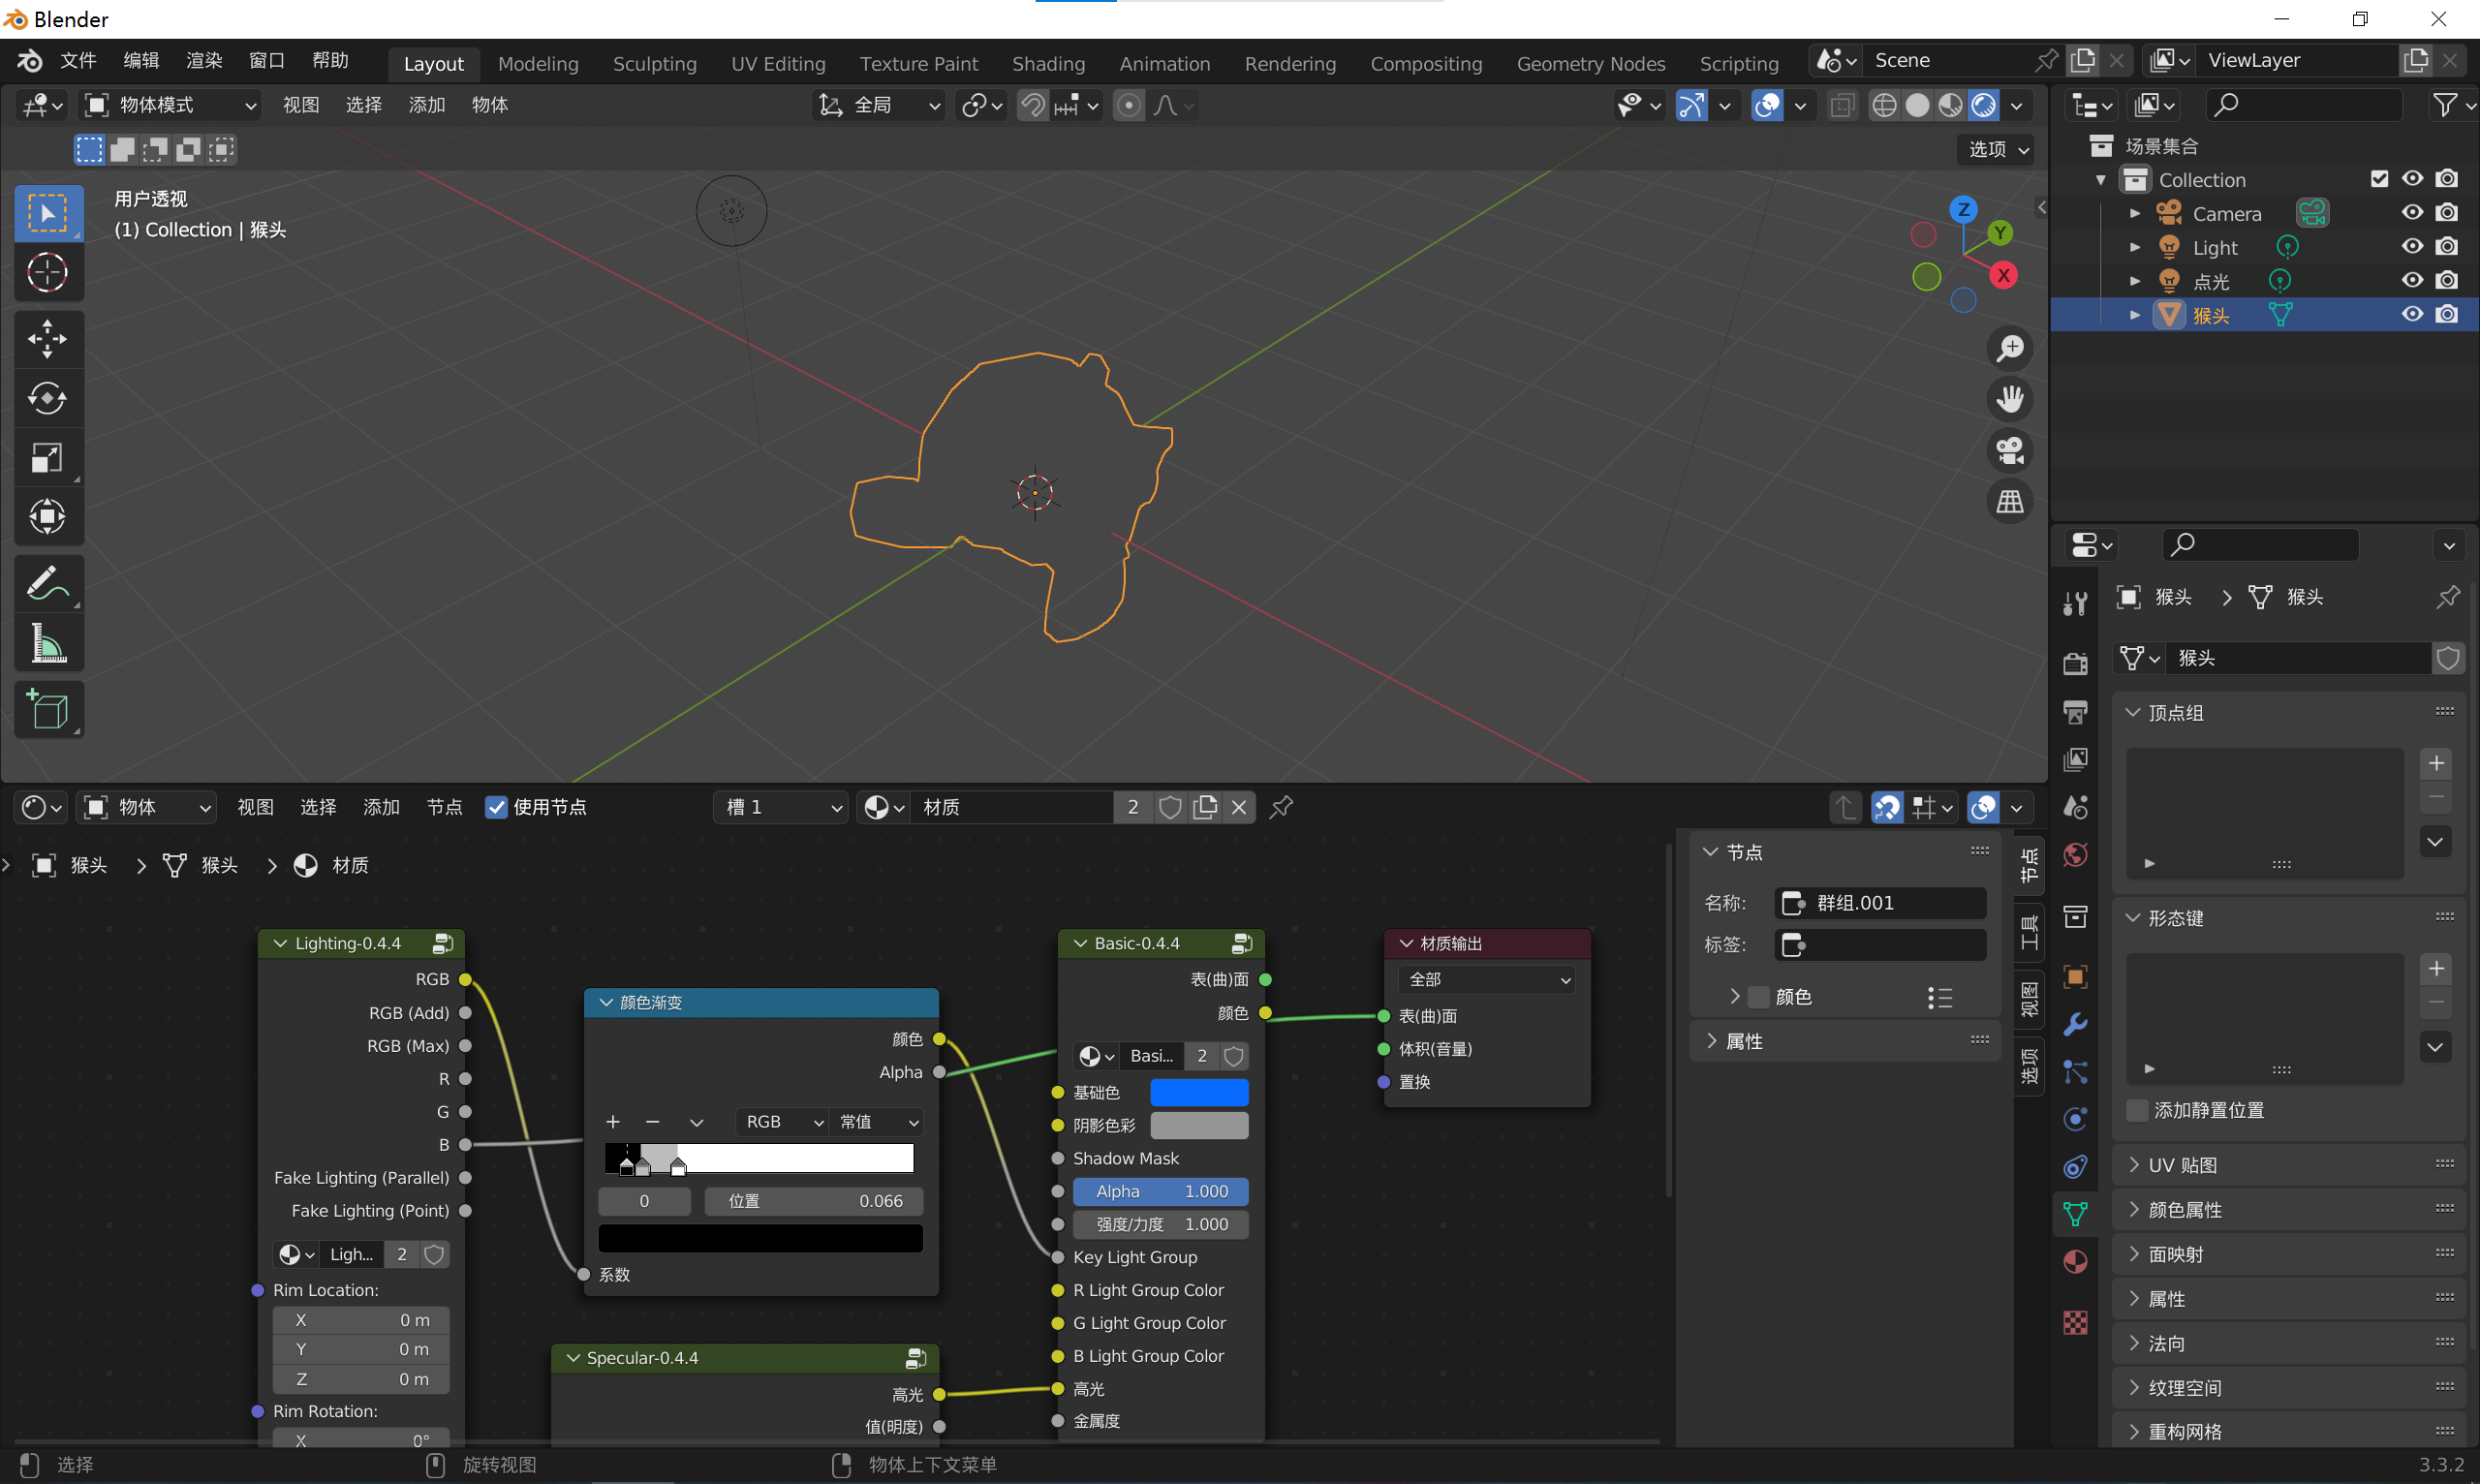 Blender
文件 编辑 渲染 窗口 帮助 Layout Modeling Sculpting UV Editing Texture Paint Shading Animation Rendering Compositing Geometry Nodes Scripting Scene ViewLayer
物体模式 视图 选择 添加 物体 全局
选项
用户透视
(1) Collection | 猴头
Z
Y
X
场景集合
Collection
Camera
Light
点光
猴头
猴头 猴头
猴头
顶点组
形态键
添加静置位置
UV 贴图
颜色属性
面映射
属性
法向
纹理空间
重构网格
物体 视图 选择 添加 节点 使用节点 槽 1 材质 2
猴头 猴头 材质
Lighting-0.4.4
RGB
RGB (Add)
RGB (Max)
R
G
B
Fake Lighting (Parallel)
Fake Lighting (Point)
Ligh... 2
Rim Location:
X 0 m
Y 0 m
Z 0 m
Rim Rotation:
X 0°
颜色渐变
颜色
Alpha
RGB 常值
0 位置 0.066
系数
Specular-0.4.4
高光
值(明度)
Basic-0.4.4
表(曲)面
颜色
Basi... 2
基础色
阴影色彩
Shadow Mask
Alpha 1.000
强度/力度 1.000
Key Light Group
R Light Group Color
G Light Group Color
B Light Group Color
高光
金属度
材质输出
全部
表(曲)面
体积(音量)
置换
节点
名称: 群组.001
标签:
颜色
属性
节点
工具
视图
选项
选择 旋转视图 物体上下文菜单 3.3.2